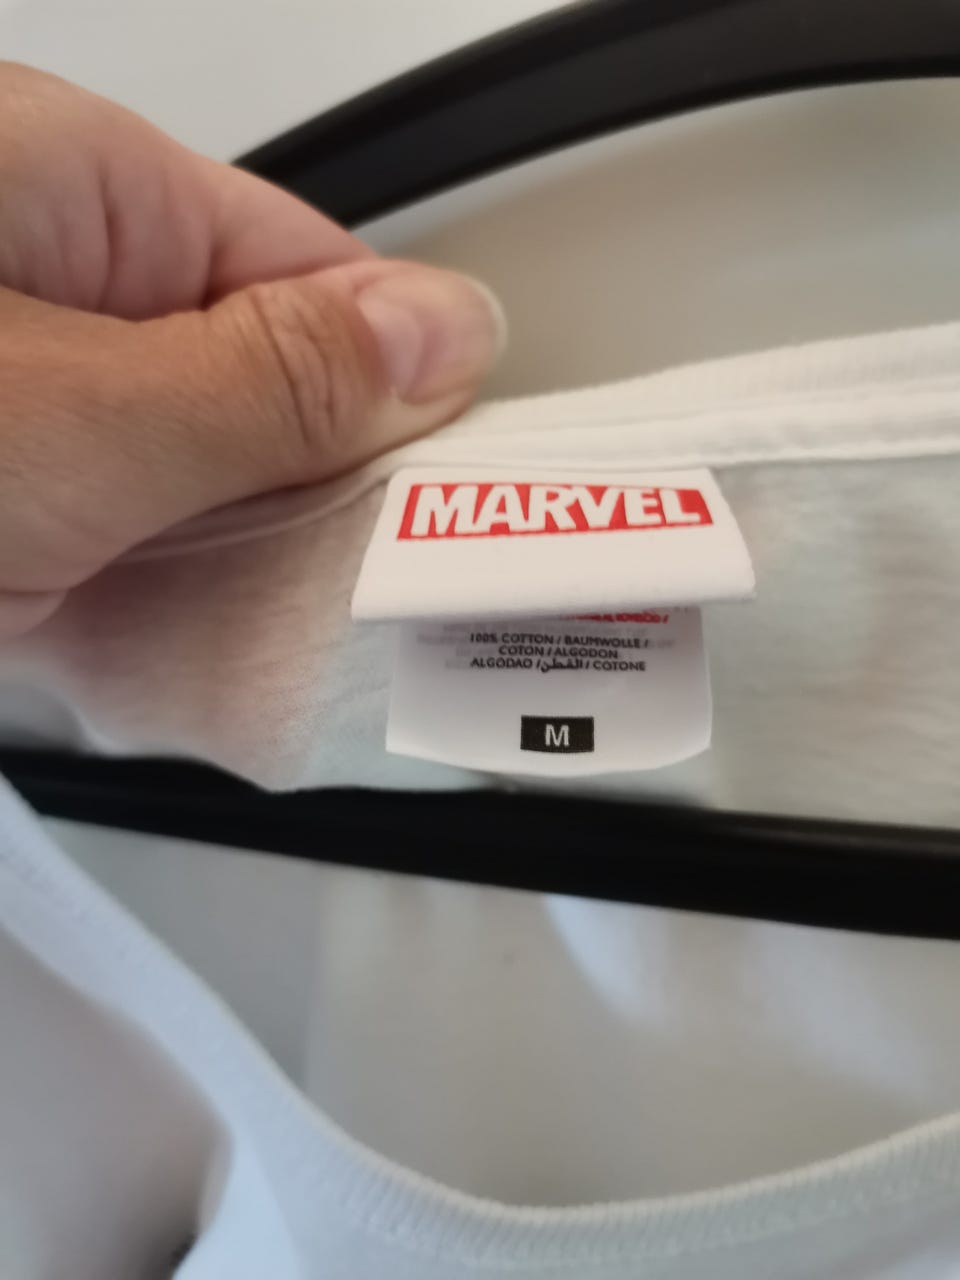 MARVEL
100% COTTON / BAUMWOLLE /
COTON / ALGODON
ALGODAO / القطن / COTONE
M